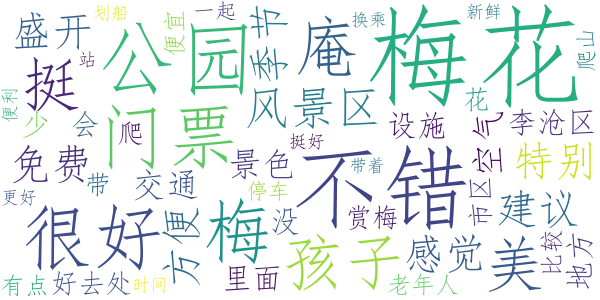 划船
一起
换乘
新鲜
盛开
公园
便宜
季节
庵
梅花
爬山
挺
站
便利
门票
风景区
花
少
会
爬
设施
李沧区
空气
免费
挺好
不错
景色
带着
特别
带
交通
停车
更好
很好
方便
梅
没
赏梅
市区
建议
孩子
感觉
美
比较
地方
有点
好去处
时间
里面
老年人